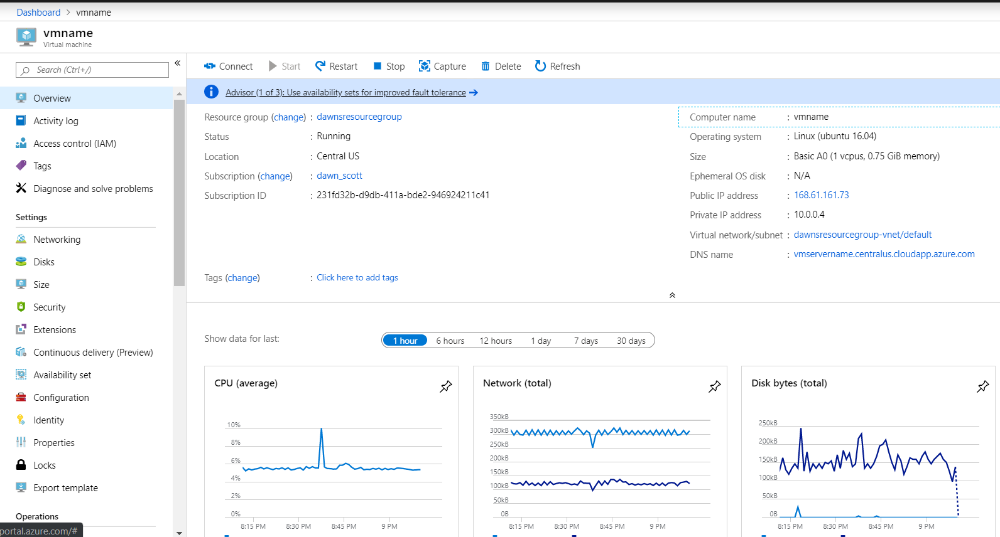 Dashboard > vmname
vmname
Virtual machine
Search (Ctrl+/)
«
Connect Start Restart Stop Capture Delete Refresh
Advisor (1 of 3): Use availability sets for improved fault tolerance →
Overview
Activity log
Access control (IAM)
Tags
Diagnose and solve problems
Settings
Networking
Disks
Size
Security
Extensions
Continuous delivery (Preview)
Availability set
Configuration
Identity
Properties
Locks
Export template
Operations
portal.azure.com/#
Resource group (change) : dawnsresourcegroup
Status : Running
Location : Central US
Subscription (change) : dawn_scott
Subscription ID : 231fd32b-d9db-411a-bde2-946924211c41
Tags (change) : Click here to add tags
Computer name : vmname
Operating system : Linux (ubuntu 16.04)
Size : Basic A0 (1 vcpus, 0.75 GiB memory)
Ephemeral OS disk : N/A
Public IP address : 168.61.161.73
Private IP address : 10.0.0.4
Virtual network/subnet : dawnsresourcegroup-vnet/default
DNS name : vmservername.centralus.cloudapp.azure.com
Show data for last:
1 hour 6 hours 12 hours 1 day 7 days 30 days
CPU (average)
10%
8%
6%
4%
2%
0%
8:15 PM 8:30 PM 8:45 PM 9 PM
Network (total)
350kB
300kB
250kB
200kB
150kB
100kB
50kB
0B
8:15 PM 8:30 PM 8:45 PM 9 PM
Disk bytes (total)
250kB
200kB
150kB
100kB
50kB
0B
8:15 PM 8:30 PM 8:45 PM 9 PM